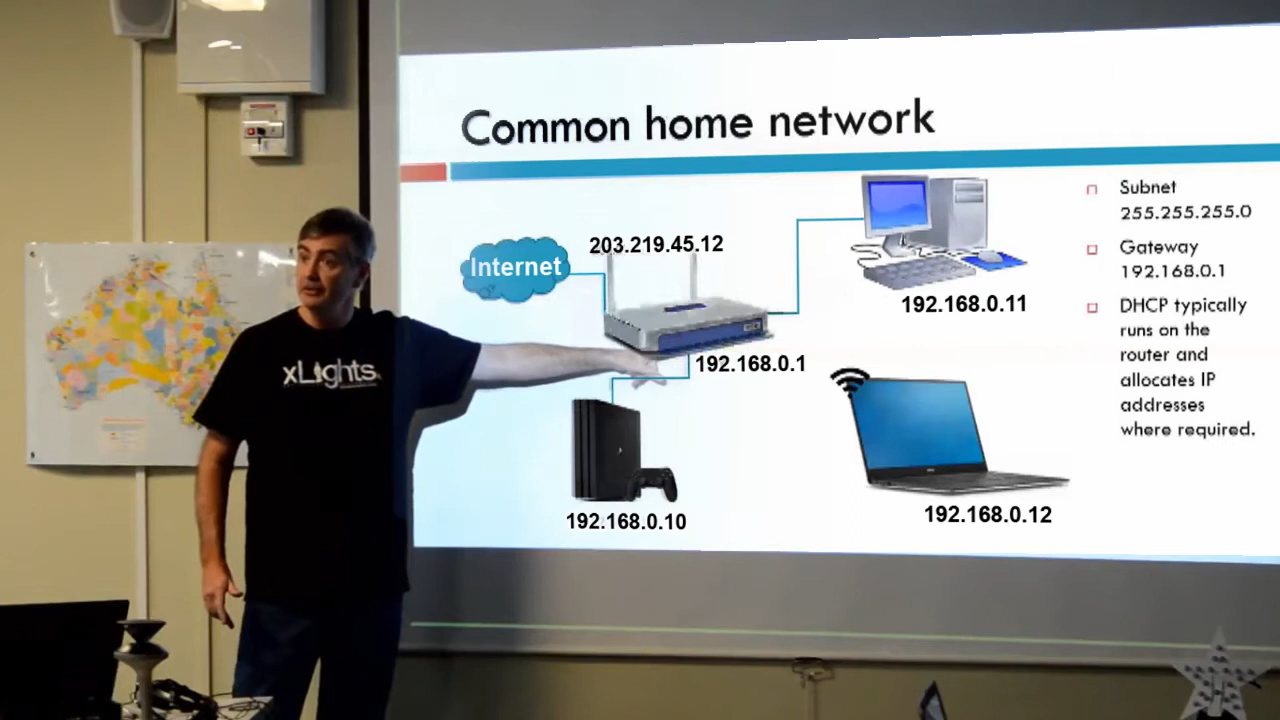 xLights
Common home network
Internet
203.219.45.12
192.168.0.1
192.168.0.11
192.168.0.10
192.168.0.12
Subnet
255.255.255.0
Gateway
192.168.0.1
DHCP typically
runs on the
router and
allocates IP
addresses
where required.